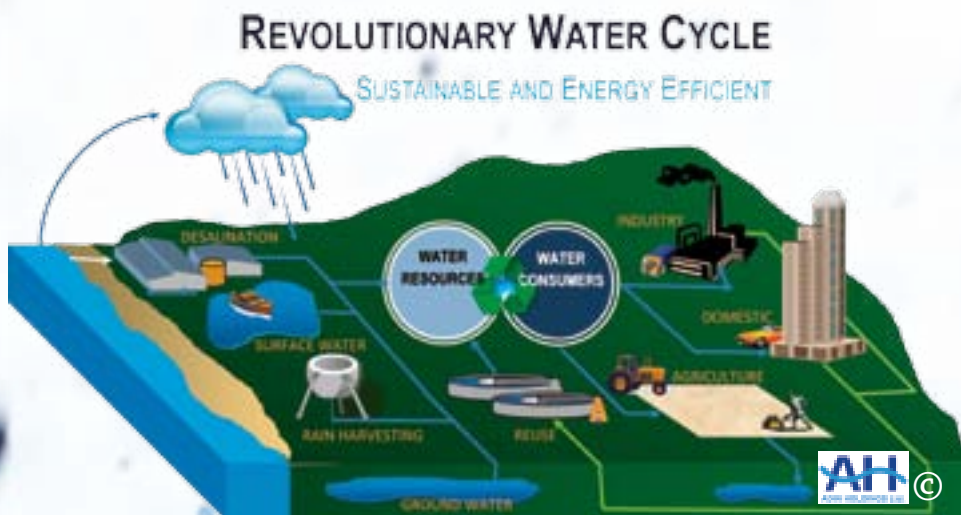 REVOLUTIONARY WATER CYCLE
SUSTAINABLE AND ENERGY EFFICIENT
INDUSTRY
DESALINATION
WATER
RESOURCES
WATER
CONSUMERS
DOMESTIC
SURFACE WATER
AGRICULTURE
RAIN HARVESTING
REUSE
GROUND WATER
AH ©